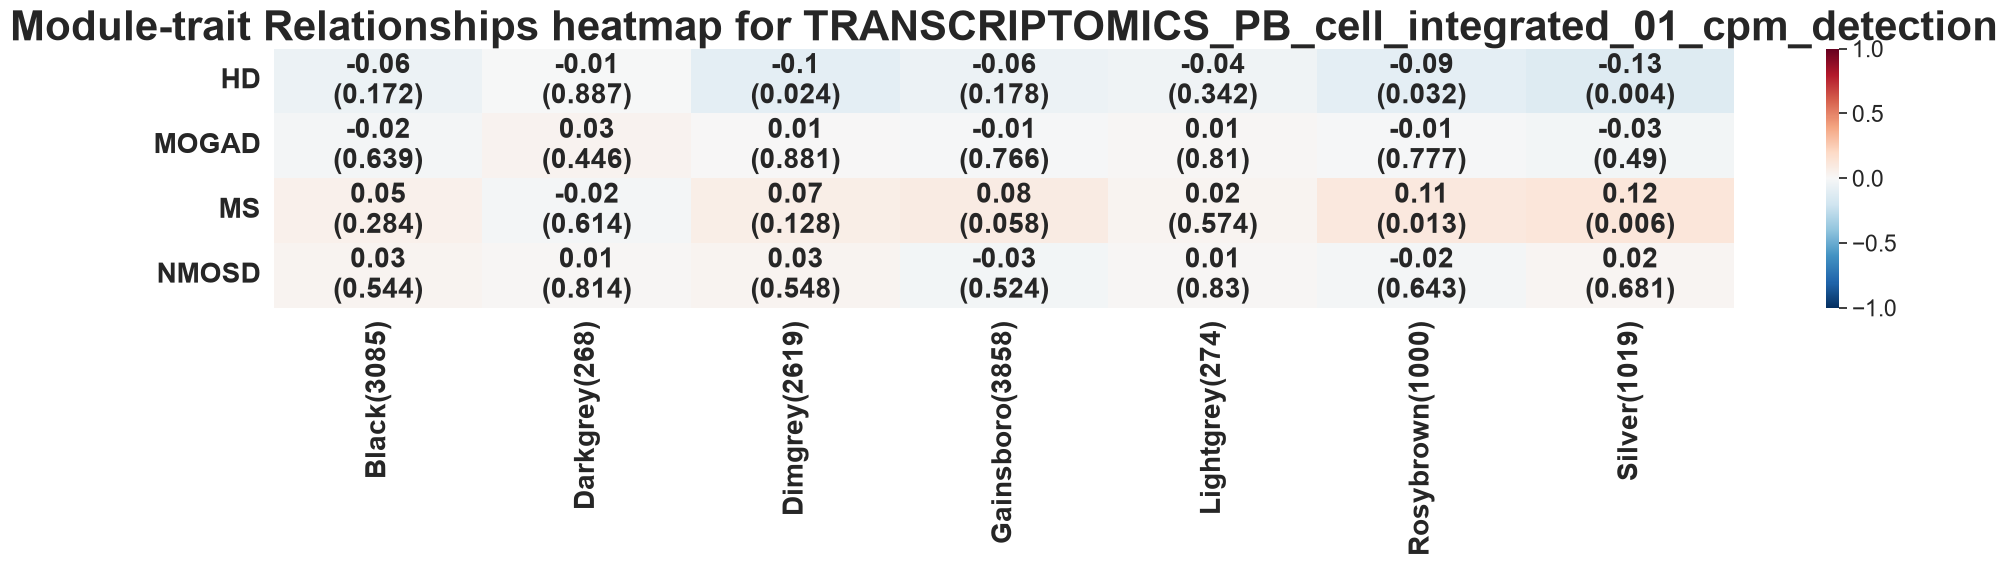 Module-trait Relationships heatmap for TRANSCRIPTOMICS_PB_cell_integrated_01_cpm_detection
HD
-0.06 -0.01 -0.1 -0.06 -0.04 -0.09 -0.13
(0.172) (0.887) (0.024) (0.178) (0.342) (0.032) (0.004)
MOGAD
-0.02 0.03 0.01 -0.01 0.01 -0.01 -0.03
(0.639) (0.446) (0.881) (0.766) (0.81) (0.777) (0.49)
MS
0.05 -0.02 0.07 0.08 0.02 0.11 0.12
(0.284) (0.614) (0.128) (0.058) (0.574) (0.013) (0.006)
NMOSD
0.03 0.01 0.03 -0.03 0.01 -0.02 0.02
(0.544) (0.814) (0.548) (0.524) (0.83) (0.643) (0.681)
Black(3085)
Darkgrey(268)
Dimgrey(2619)
Gainsboro(3858)
Lightgrey(274)
Rosybrown(1000)
Silver(1019)
1.0
0.5
0.0
−0.5
−1.0